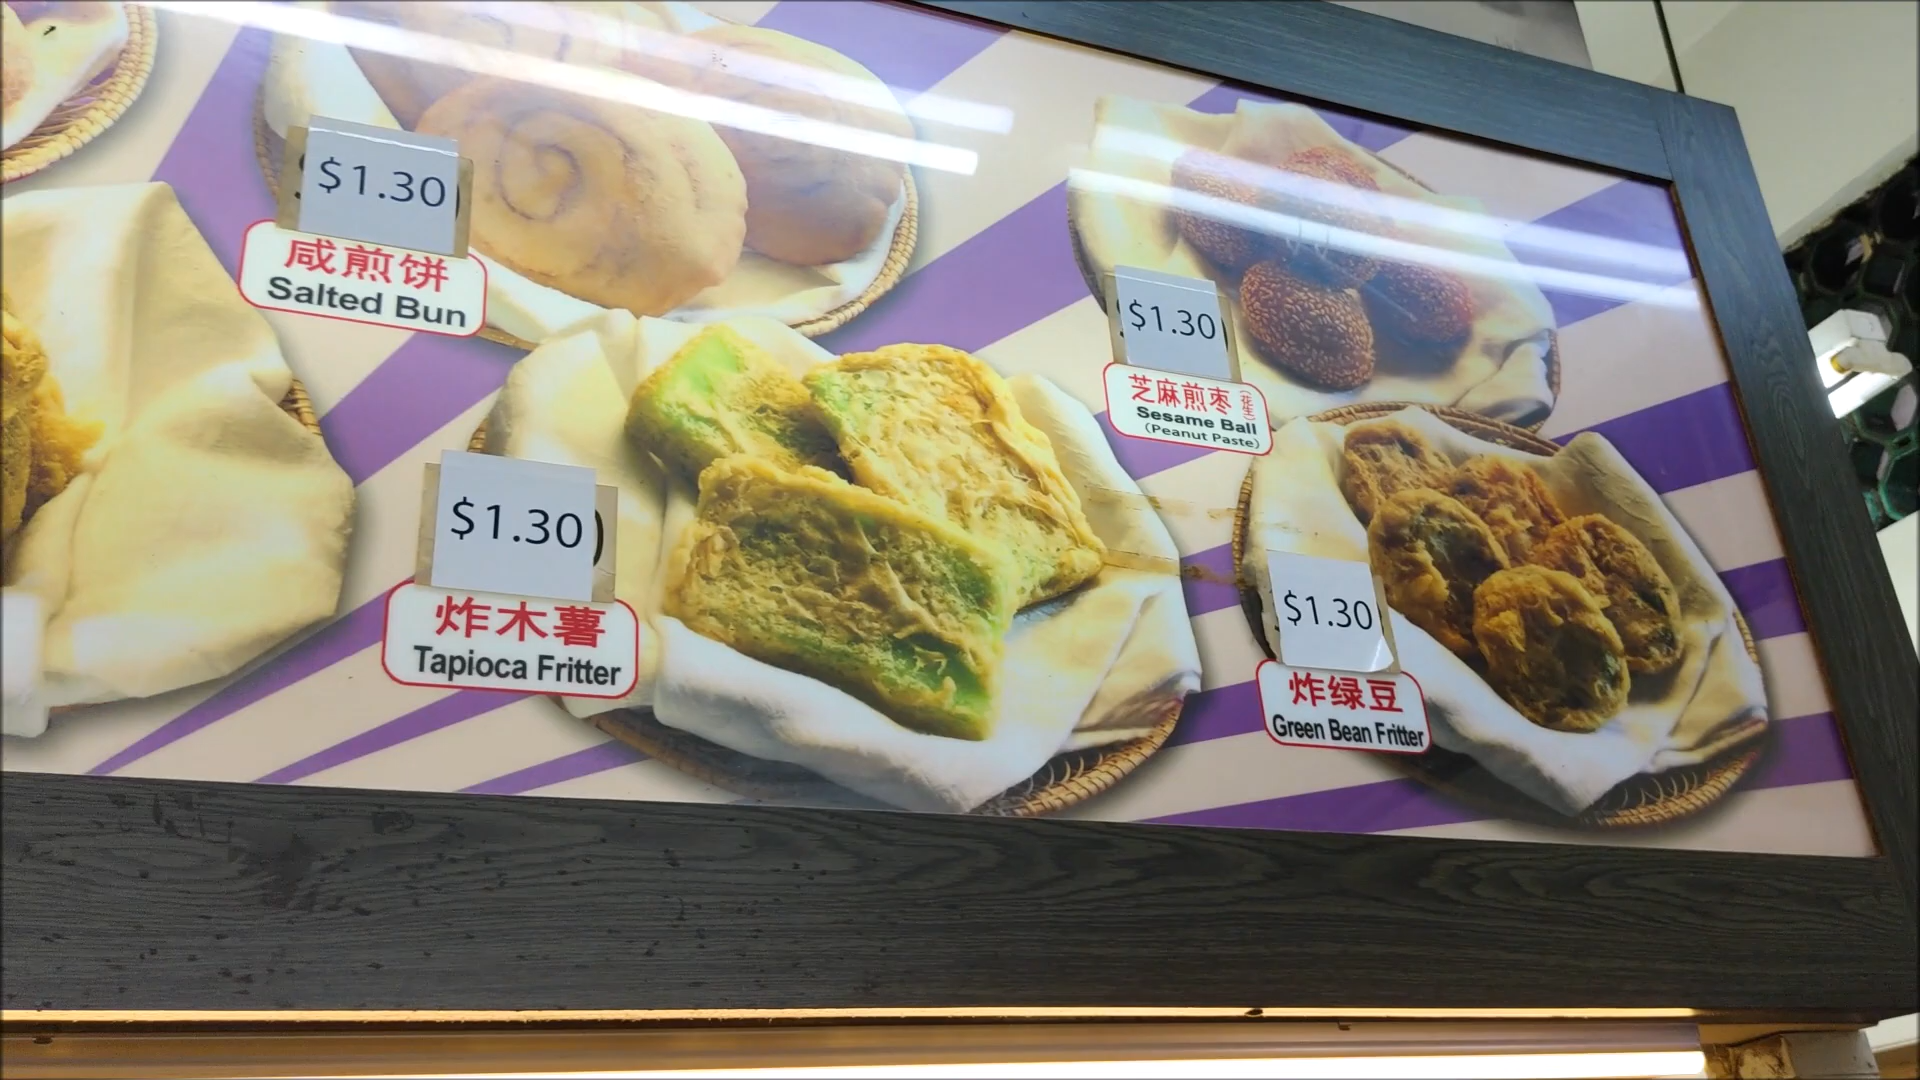 $1.30
咸煎饼
Salted Bun
$1.30
芝麻煎枣(花生)
Sesame Ball
(Peanut Paste)
$1.30
炸木薯
Tapioca Fritter
$1.30
炸绿豆
Green Bean Fritter